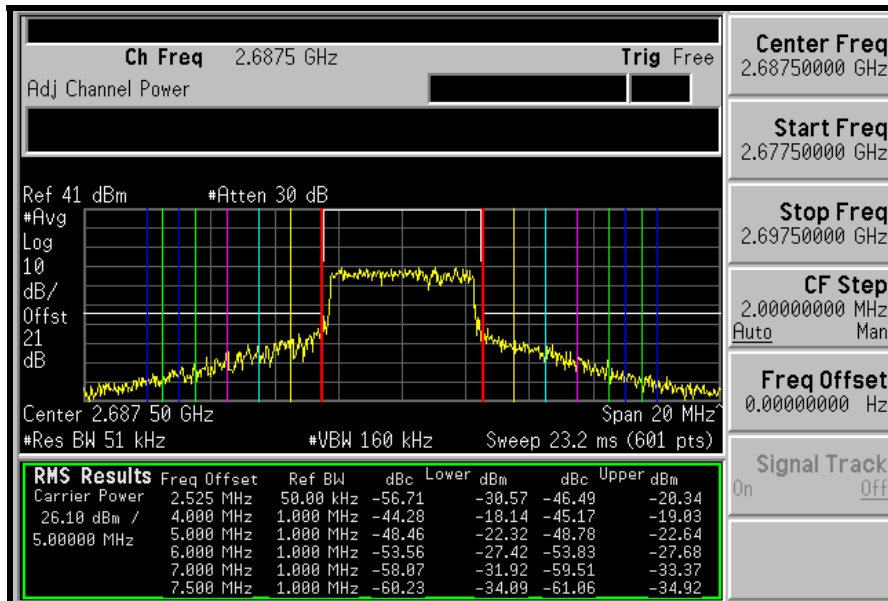 Ch Freq 2.6875 GHz Trig Free
Adj Channel Power
Ref 41 dBm #Atten 30 dB
#Avg
Log
10
dB/
Offst
21
dB
Center 2.687 50 GHz Span 20 MHz^
#Res BW 51 kHz #VBW 160 kHz Sweep 23.2 ms (601 pts)
RMS Results Freq Offset Ref BW dBc Lower dBm dBc Upper dBm
Carrier Power 2.525 MHz 50.00 kHz -56.71 -30.57 -46.49 -20.34
26.10 dBm / 4.000 MHz 1.000 MHz -44.28 -18.14 -45.17 -19.03
5.00000 MHz 5.000 MHz 1.000 MHz -48.46 -22.32 -48.78 -22.64
6.000 MHz 1.000 MHz -53.56 -27.42 -53.83 -27.68
7.000 MHz 1.000 MHz -58.07 -31.92 -59.51 -33.37
7.500 MHz 1.000 MHz -60.23 -34.09 -61.06 -34.92
Center Freq
2.68750000 GHz
Start Freq
2.67750000 GHz
Stop Freq
2.69750000 GHz
CF Step
2.00000000 MHz
Auto Man
Freq Offset
0.00000000 Hz
Signal Track
On Off